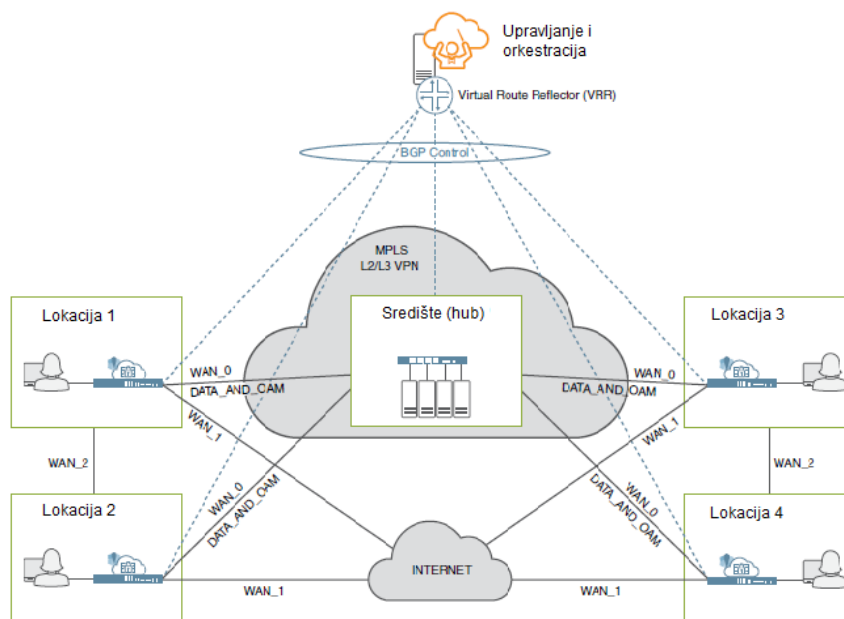 Upravljanje i
orkestracija
Virtual Route Reflector (VRR)
BGP Control
MPLS
L2/L3 VPN
Lokacija 1
Središte (hub)
Lokacija 3
WAN_0
DATA_AND_OAM
WAN_0
DATA_AND_OAM
WAN_1
WAN_1
WAN_2
WAN_2
WAN_0
DATA_AND_OAM
WAN_0
DATA_AND_OAM
Lokacija 2
Lokacija 4
INTERNET
WAN_1
WAN_1